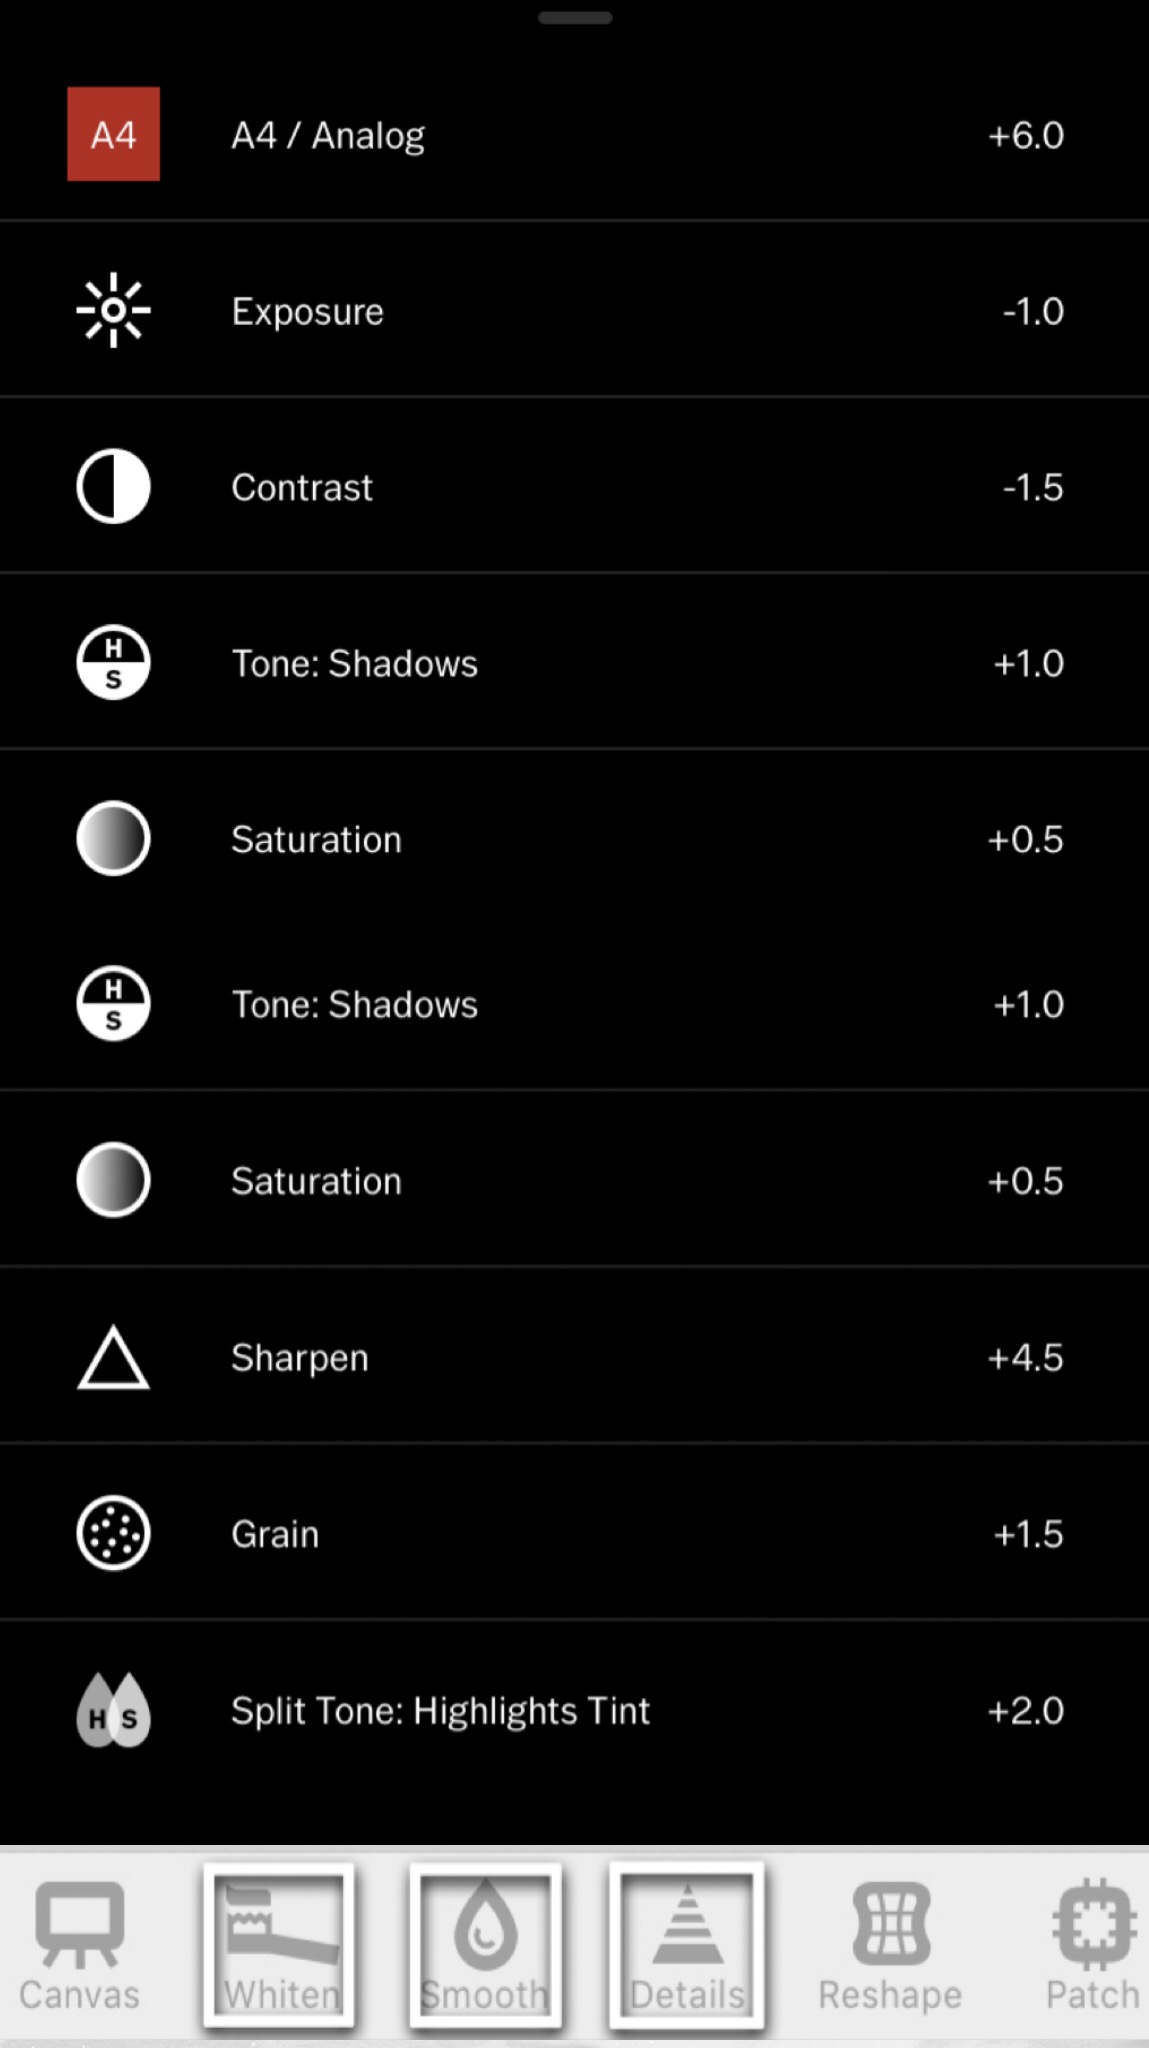 A4 A4 / Analog +6.0
Exposure -1.0
Contrast -1.5
H
S
Tone: Shadows +1.0
Saturation +0.5
H
S
Tone: Shadows +1.0
Saturation +0.5
Sharpen +4.5
Grain +1.5
H S Split Tone: Highlights Tint +2.0
Canvas Whiten Smooth Details Reshape Patch